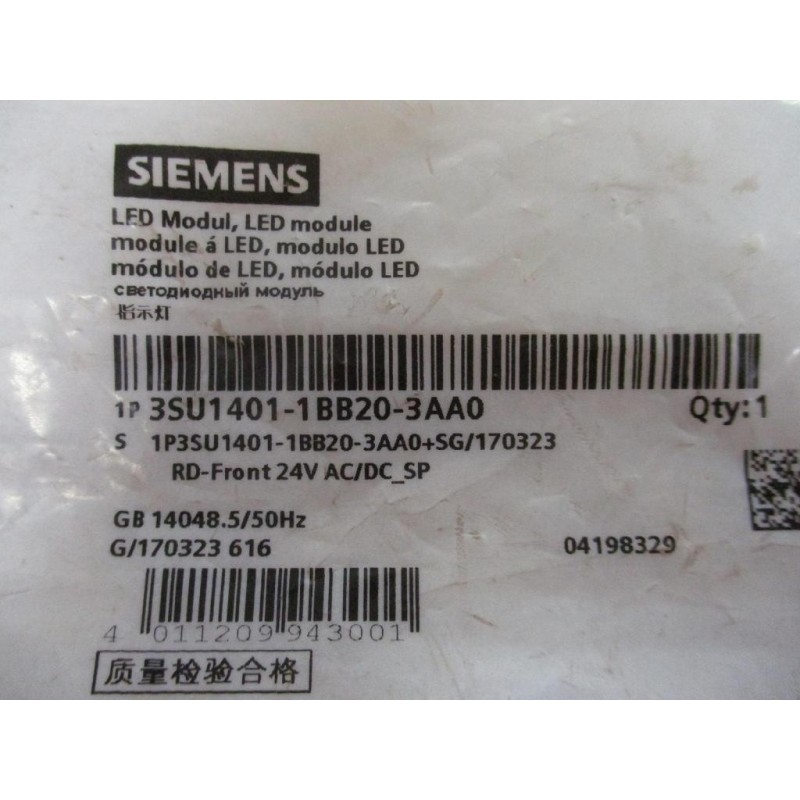 SIEMENS
LED Modul, LED module
module á LED, modulo LED
módulo de LED, módulo LED
светодиодный модуль
指示灯
1P 3SU1401-1BB20-3AA0 Qty:1
S 1P3SU1401-1BB20-3AA0+SG/170323
RD-Front 24V AC/DC_SP
GB 14048.5/50Hz
G/170323 616 04198329
4 011209 943001
质量检验合格